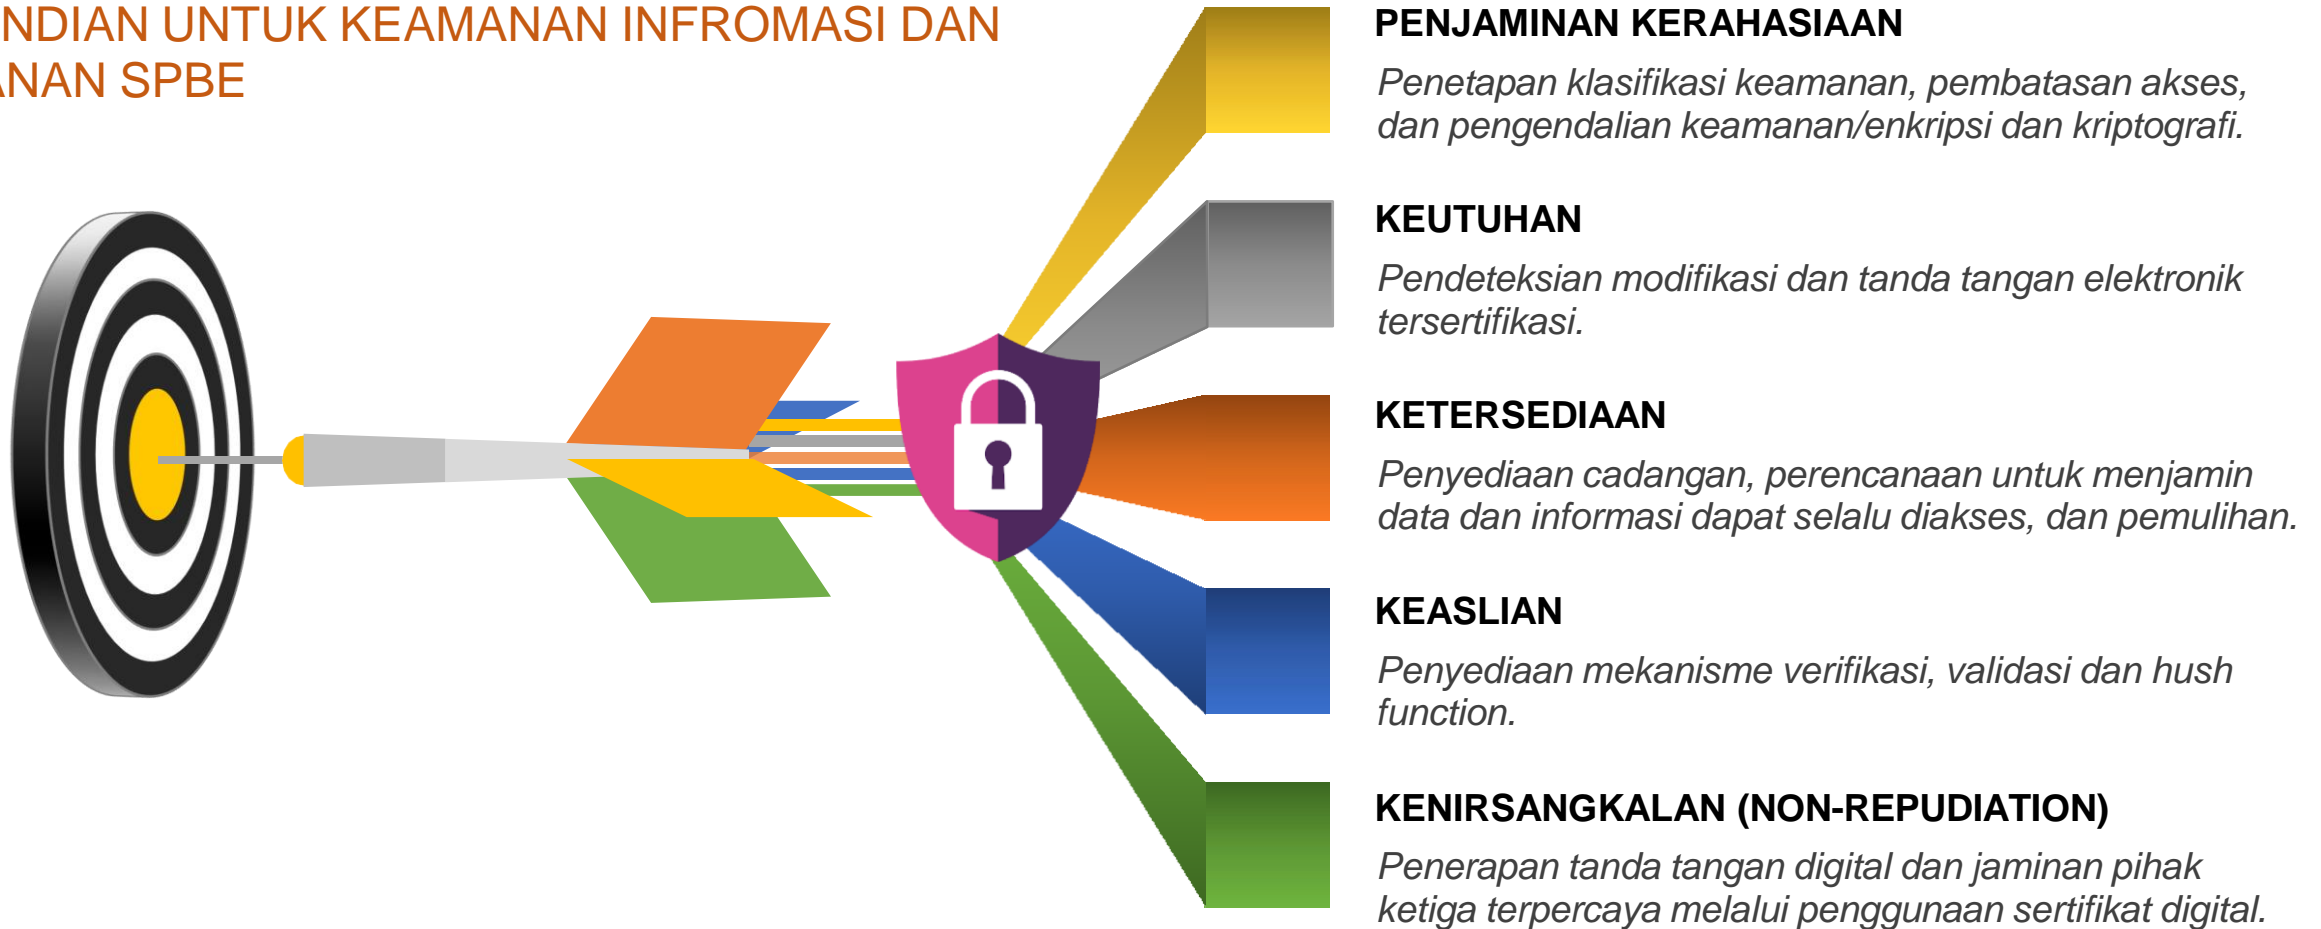 NDIAN UNTUK KEAMANAN INFROMASI DAN
ANAN SPBE
PENJAMINAN KERAHASIAAN
Penetapan klasifikasi keamanan, pembatasan akses,
dan pengendalian keamanan/enkripsi dan kriptografi.
KEUTUHAN
Pendeteksian modifikasi dan tanda tangan elektronik
tersertifikasi.
KETERSEDIAAN
Penyediaan cadangan, perencanaan untuk menjamin
data dan informasi dapat selalu diakses, dan pemulihan.
KEASLIAN
Penyediaan mekanisme verifikasi, validasi dan hush
function.
KENIRSANGKALAN (NON-REPUDIATION)
Penerapan tanda tangan digital dan jaminan pihak
ketiga terpercaya melalui penggunaan sertifikat digital.